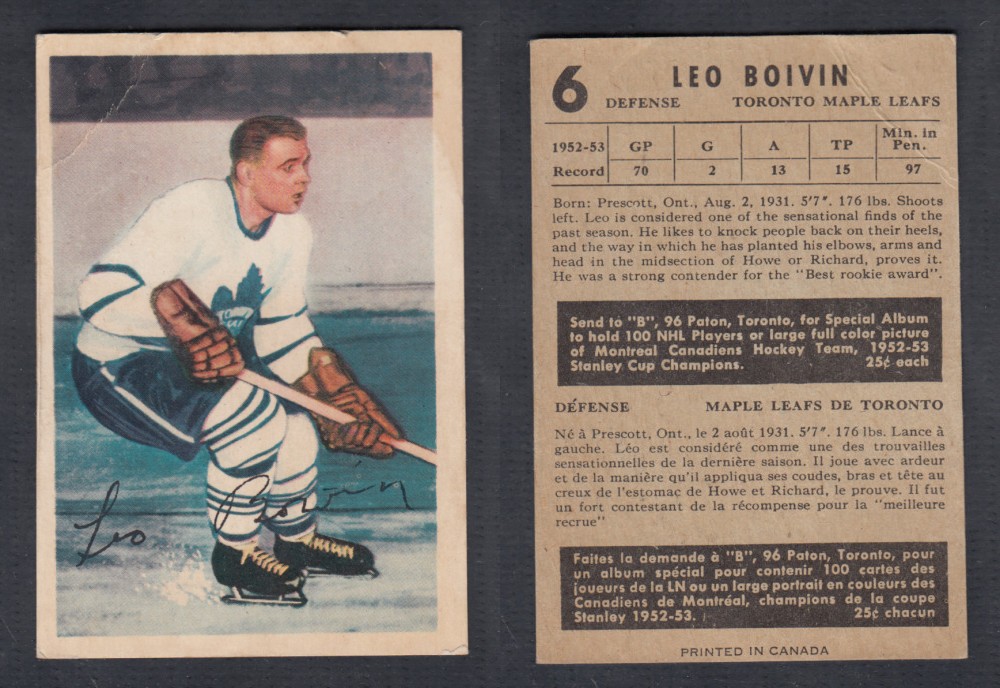 Leo Boivin
6
LEO BOIVIN
DEFENSE TORONTO MAPLE LEAFS
1952-53 Record GP G A TP Min. in Pen.
70 2 13 15 97
Born: Prescott, Ont., Aug. 2, 1931. 5'7". 176 lbs. Shoots
left. Leo is considered one of the sensational finds of the
past season. He likes to knock people back on their heels,
and the way in which he has planted his elbows, arms and
head in the midsection of Howe or Richard, proves it.
He was a strong contender for the "Best rookie award".
Send to "B", 96 Paton, Toronto, for Special Album
to hold 100 NHL Players or large full color picture
of Montreal Canadiens Hockey Team, 1952-53
Stanley Cup Champions. 25¢ each
DÉFENSE MAPLE LEAFS DE TORONTO
Né à Prescott, Ont., le 2 août 1931. 5'7". 176 lbs. Lance à
gauche. Léo est considéré comme une des trouvailles
sensationelles de la dernière saison. Il joue avec ardeur
et de la manière qu'il appliqua ses coudes, bras et tête au
creux de l'estomac de Howe et Richard, le prouve. Il fut
un fort contestant de la récompense pour la "meilleure
recrue"
Faites la demande à "B", 96 Paton, Toronto, pour
un album spécial pour contenir 100 cartes des
joueurs de la LN ou un large portrait en couleurs des
Canadiens de Montréal, champions de la coupe
Stanley 1952-53. 25¢ chacun
PRINTED IN CANADA